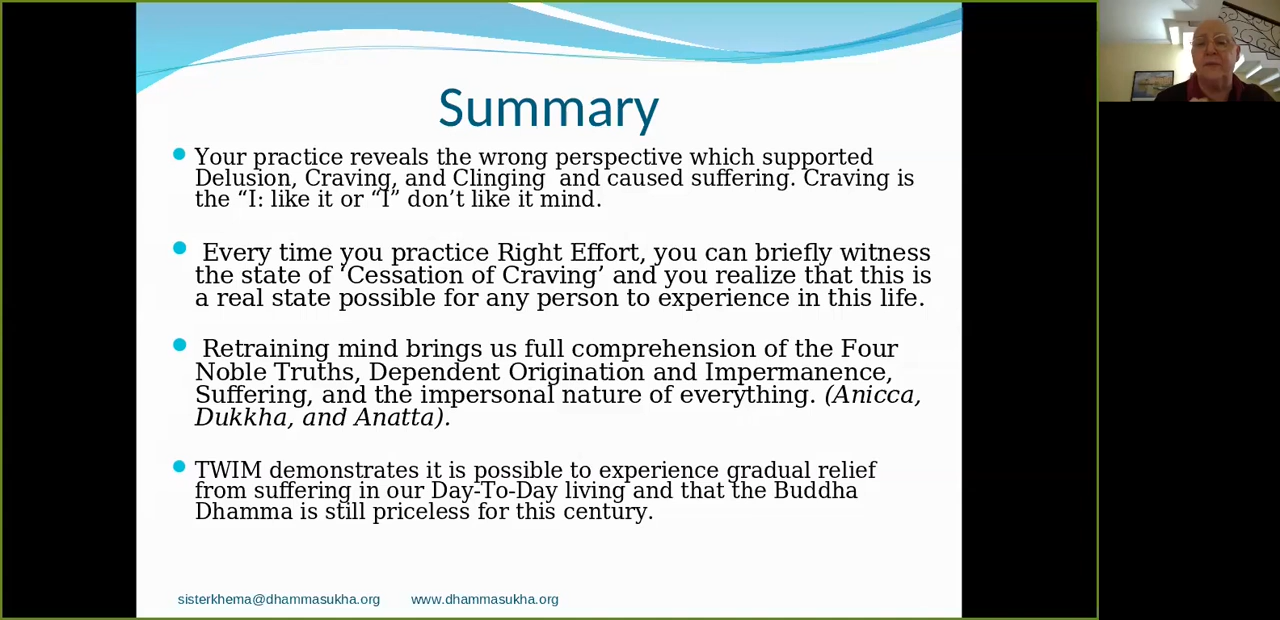 Summary
Your practice reveals the wrong perspective which supported
Delusion, Craving, and Clinging  and caused suffering. Craving is
the “I: like it or “I” don’t like it mind.
Every time you practice Right Effort, you can briefly witness
the state of ‘Cessation of Craving’ and you realize that this is
a real state possible for any person to experience in this life.
Retraining mind brings us full comprehension of the Four
Noble Truths, Dependent Origination and Impermanence,
Suffering, and the impersonal nature of everything. (Anicca,
Dukkha, and Anatta).
TWIM demonstrates it is possible to experience gradual relief
from suffering in our Day-To-Day living and that the Buddha
Dhamma is still priceless for this century.
sisterkhema@dhammasukha.org www.dhammasukha.org